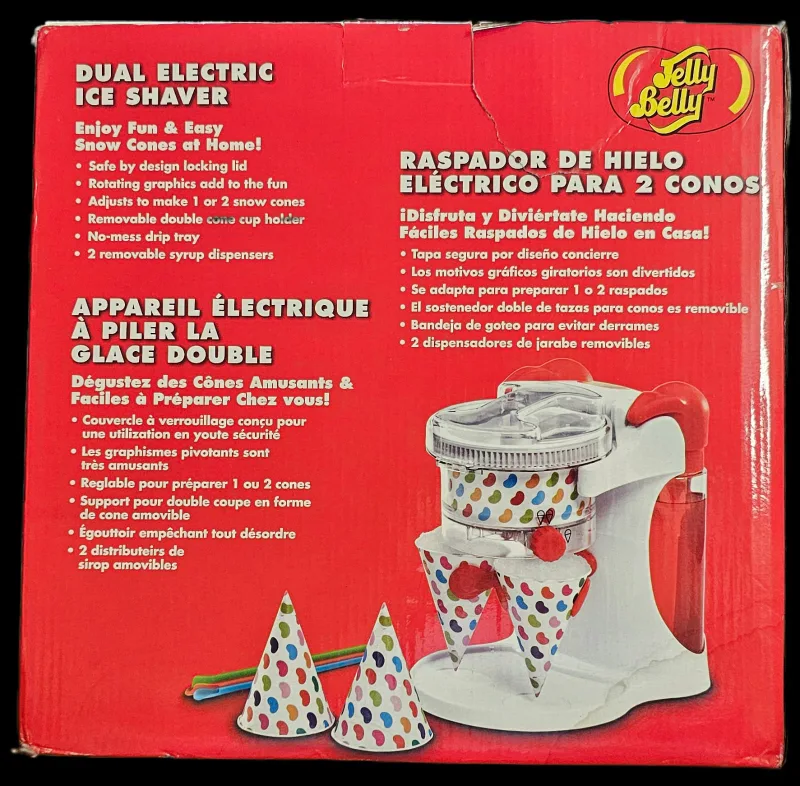 DUAL ELECTRIC
ICE SHAVER
Enjoy Fun & Easy
Snow Cones at Home!
• Safe by design locking lid
• Rotating graphics add to the fun
• Adjusts to make 1 or 2 snow cones
• Removable double cone cup holder
• No-mess drip tray
• 2 removable syrup dispensers
APPAREIL ÉLECTRIQUE
À PILER LA
GLACE DOUBLE
Dégustez des Cônes Amusants &
Faciles à Préparer Chez vous!
• Couvercle à verrouillage conçu pour
une utilization en youte sécurité
• Les graphismes pivotants sont
très amusants
• Reglable pour préparer 1 ou 2 cones
• Support pour double coupe en forme
de cone amovible
• Égouttoir empêchant tout désordre
• 2 distributeirs de
sirop amovibles
Jelly
Belly™
RASPADOR DE HIELO
ELÉCTRICO PARA 2 CONOS
¡Disfruta y Diviértate Haciendo
Fáciles Raspados de Hielo en Casa!
• Tapa segura por diseño concierre
• Los motivos gráficos giratorios son divertidos
• Se adapta para preparar 1 o 2 raspados
• El sostenedor doble de tazas para conos es removible
• Bandeja de goteo para evitar derrames
• 2 dispensadores de jarabe removibles